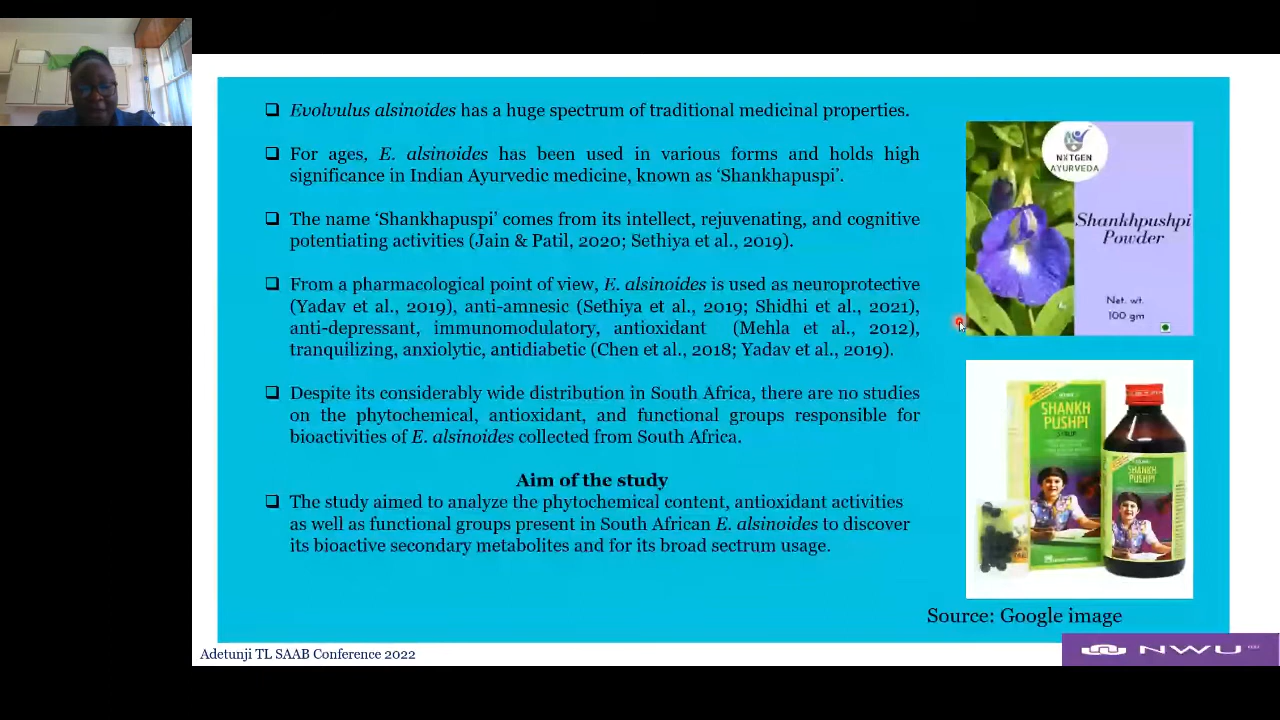 Evolvulus alsinoides has a huge spectrum of traditional medicinal properties.
For ages, E. alsinoides has been used in various forms and holds high
significance in Indian Ayurvedic medicine, known as ‘Shankhapuspi’.
The name ‘Shankhapuspi’ comes from its intellect, rejuvenating, and cognitive
potentiating activities (Jain & Patil, 2020; Sethiya et al., 2019).
From a pharmacological point of view, E. alsinoides is used as neuroprotective
(Yadav et al., 2019), anti-amnesic (Sethiya et al., 2019; Shidhi et al., 2021),
anti-depressant, immunomodulatory, antioxidant (Mehla et al., 2012),
tranquilizing, anxiolytic, antidiabetic (Chen et al., 2018; Yadav et al., 2019).
Despite its considerably wide distribution in South Africa, there are no studies
on the phytochemical, antioxidant, and functional groups responsible for
bioactivities of E. alsinoides collected from South Africa.
Aim of the study
The study aimed to analyze the phytochemical content, antioxidant activities
as well as functional groups present in South African E. alsinoides to discover
its bioactive secondary metabolites and for its broad sectrum usage.
NXTGEN
AYURVEDA
Shankhpushpi
Powder
Net. wt.
100 gm
SHANKH
PUSHPI
SYRUP
SHANKH
PUSHPI
Source: Google image
Adetunji TL SAAB Conference 2022
NWU